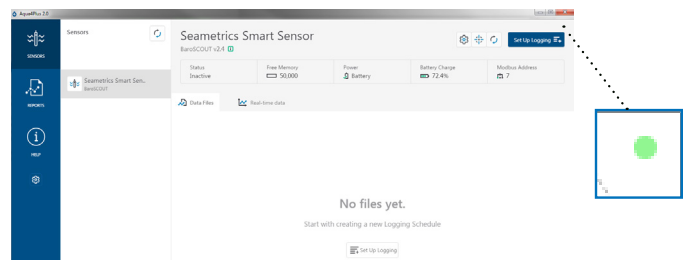 Aqua4Plus 2.0
SENSORS
REPORTS
HELP
Sensors
Seametrics Smart Sen..
BaroSCOUT
Seametrics Smart Sensor
BaroSCOUT v2.4
Set Up Logging
Status
Inactive
Free Memory
50,000
Power
Battery
Battery Charge
72.4%
Modbus Address
7
Data Files
Real-time data
No files yet.
Start with creating a new Logging Schedule
Set Up Logging